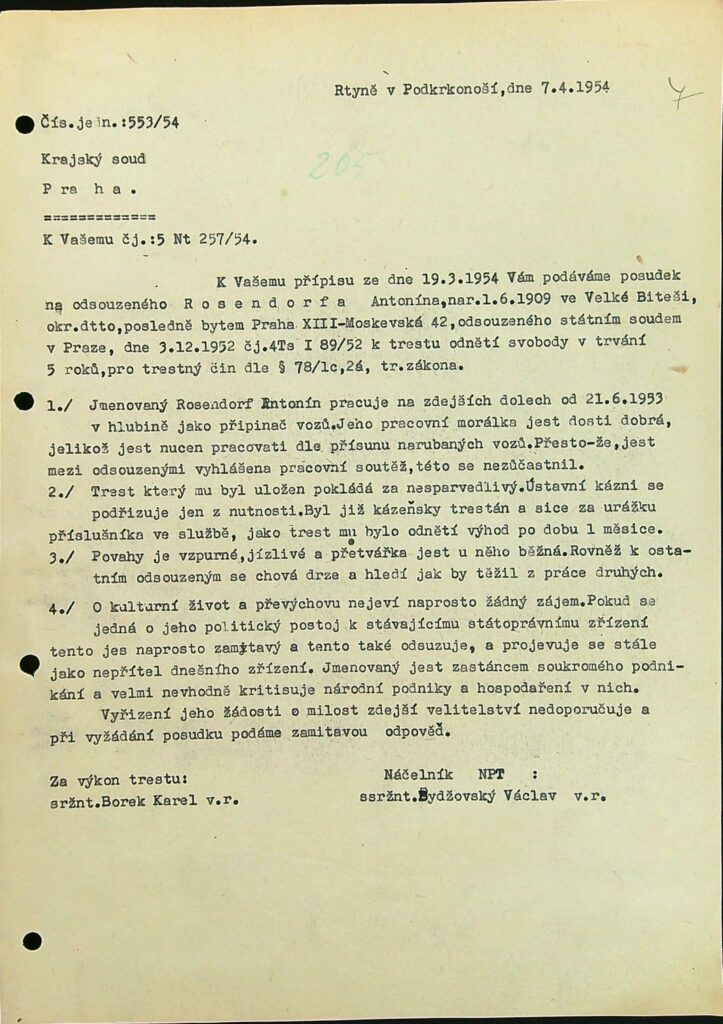 Rtyně v Podkrkonoší,dne 7.4.1954
7
Čís.jedn.:553/54
Krajský soud
205
P ra h a .
=============
K Vašemu čj.:5 Nt 257/54.
K Vašemu přípisu ze dne 19.3.1954 Vám podáváme posudek
na odsouzeného R o s e n d o r f a Antonína,nar.1.6.1909 ve Velké Biteši,
okr.dtto,posledně bytem Praha XIII-Moskevská 42,odsouzeného státním soudem
v Praze, dne 3.12.1952 čj.4Ts I 89/52 k trestu odnětí svobody v trvání
5 roků,pro trestný čin dle § 78/1c,2á, tr.zákona.
1./ Jmenovaný Rosendorf Antonín pracuje na zdejších dolech od 21.6.1953
v hlubině jako připinač vozů.Jeho pracovní morálka jest dosti dobrá,
jelikož jest nucen pracovati dle přísunu narubaných vozů.Přesto-že,jest
mezi odsouzenými vyhlášena pracovní soutěž,této se nezůčastnil.
2./ Trest který mu byl uložen pokládá za nesparvedlivý.Ústavní kázni se
podřizuje jen z nutnosti.Byl již kázeňsky trestán a sice za urážku
příslušníka ve službě, jako trest mu bylo odnětí výhod po dobu 1 měsice.
3./ Povahy je vzpurné,jízlivé a přetvářka jest u něho běžná.Rovněž k osta-
tním odsouzeným se chová drze a hledí jak by těžil z práce druhých.
4./ O kulturní život a převýchovu nejeví naprosto žádný zájem.Pokud se
jedná o jeho politický postoj k stávajícímu státoprávnímu zřízení
tento jes naprosto zamýtavý a tento také odsuzuje, a projevuje se stále
jako nepřítel dnešního zřízení. Jmenovaný jest zastáncem soukromého podni-
kání a velmi nevhodně kritisuje národní podniky a hospodaření v nich.
Vyřízení jeho žádosti o milost zdejší velitelství nedoporučuje a
při vyžádání posudku podáme zamitavou odpověď.
Za výkon trestu: Náčelník NPT :
sržnt.Borek Karel v.r. ssržnt.Bydžovský Václav v.r.